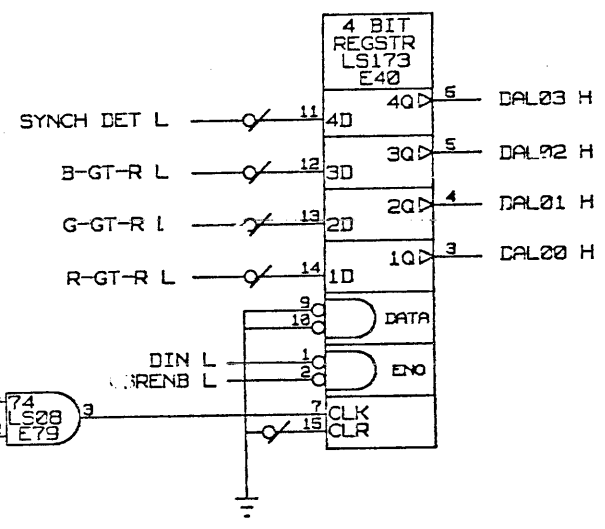 4 BIT
REGSTR
LS173
E40
SYNCH DET L 11 4D 4Q 6 DAL03 H
B-GT-R L 12 3D 3Q 5 DAL02 H
G-GT-R 13 2D 2Q 4 DAL01 H
R-GT-R L 14 1D 1Q 3 DAL00 H
9
10 DATA
DIN L 1
2 ENO
74
LS08
E79
3
7 CLK
15 CLR